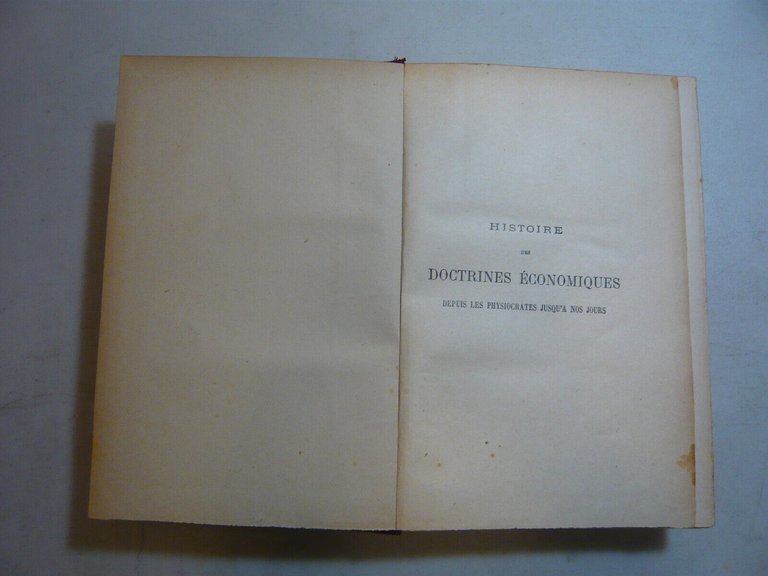 HISTOIRE
DES
DOCTRINES ÉCONOMIQUES
DEPUIS LES PHYSIOCRATES JUSQU'A NOS JOURS